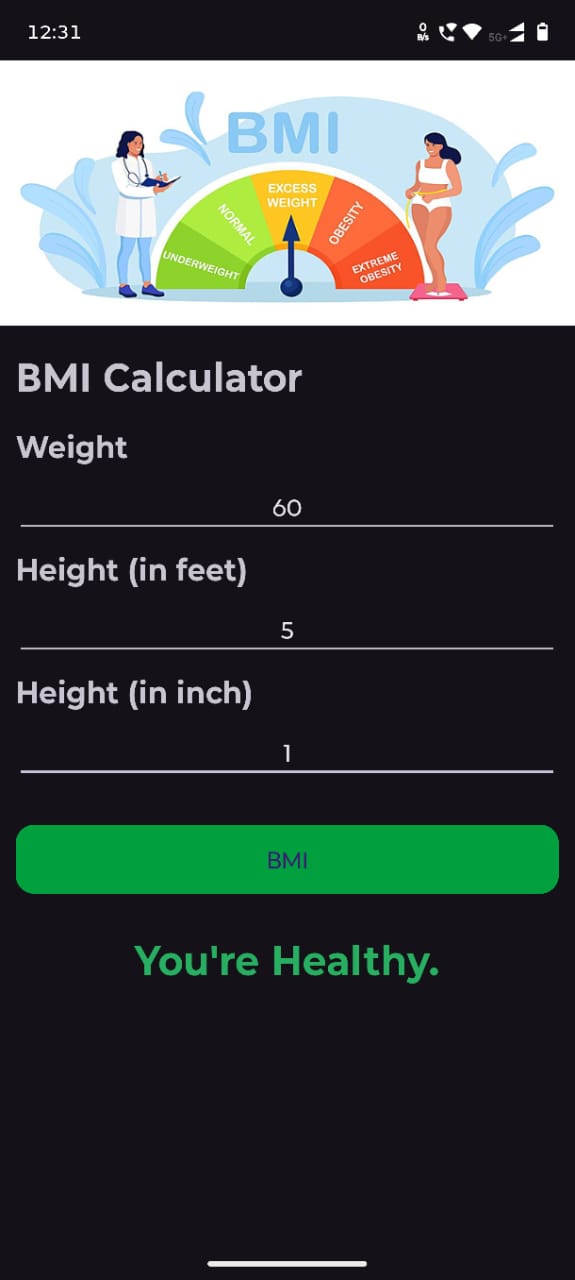 12:31
0
B/s
5G+
BMI
UNDERWEIGHT
NORMAL
EXCESS
WEIGHT
OBESITY
EXTREME
OBESITY
BMI Calculator
Weight
60
Height (in feet)
5
Height (in inch)
1
BMI
You're Healthy.